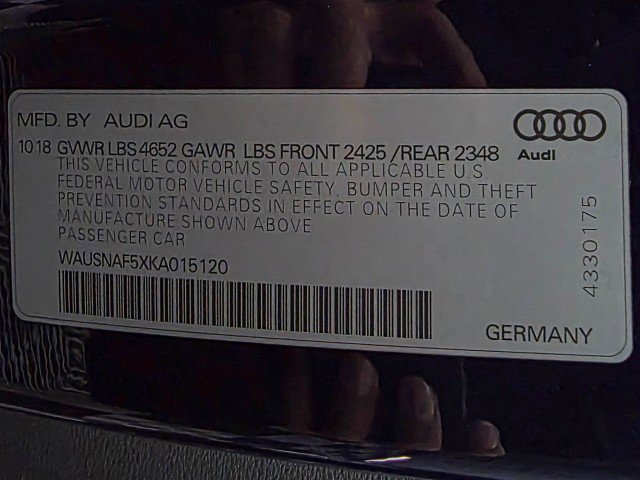 MFD. BY AUDI AG
10 18 GVWR LBS 4652 GAWR LBS FRONT 2425 /REAR 2348
Audi
THIS VEHICLE CONFORMS TO ALL APPLICABLE U.S.
FEDERAL MOTOR VEHICLE SAFETY, BUMPER AND THEFT
PREVENTION STANDARDS IN EFFECT ON THE DATE OF
MANUFACTURE SHOWN ABOVE
PASSENGER CAR
WAUSNAF5XKA015120
4330175
GERMANY